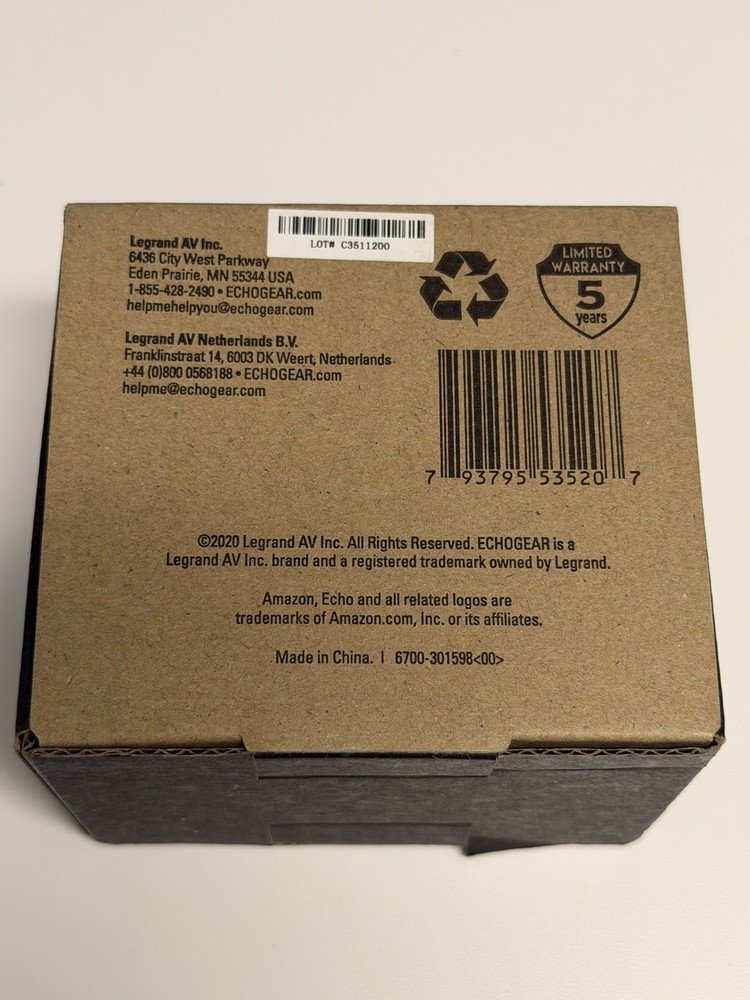 LOT# C3511200
Legrand AV Inc.
6436 City West Parkway
Eden Prairie, MN 55344 USA
1-855-428-2490 • ECHOGEAR.com
helpmehelpyou@echogear.com
Legrand AV Netherlands B.V.
Franklinstraat 14, 6003 DK Weert, Netherlands
+44 (0)800 0568188 • ECHOGEAR.com
helpme@echogear.com
LIMITED
WARRANTY
5
years
7 93795 53520 7
©2020 Legrand AV Inc. All Rights Reserved. ECHOGEAR is a
Legrand AV Inc. brand and a registered trademark owned by Legrand.
Amazon, Echo and all related logos are
trademarks of Amazon.com, Inc. or its affiliates.
Made in China. | 6700-301598<00>